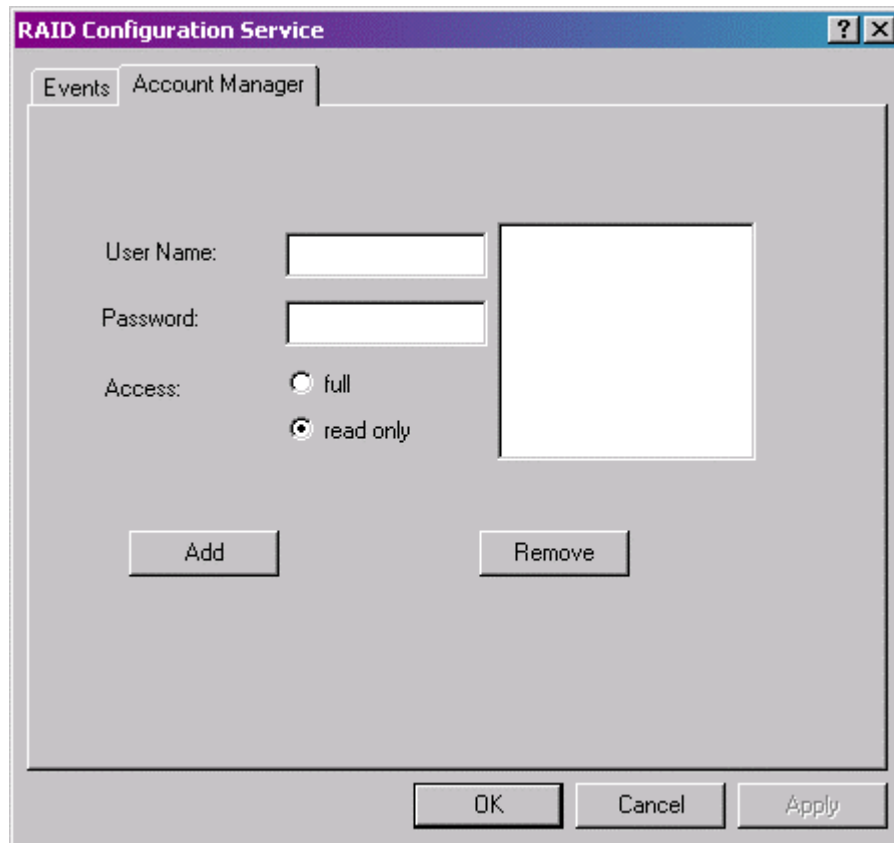 RAID Configuration Service
Events
Account Manager
User Name:
Password:
Access:
full
read only
Add
Remove
OK
Cancel
Apply